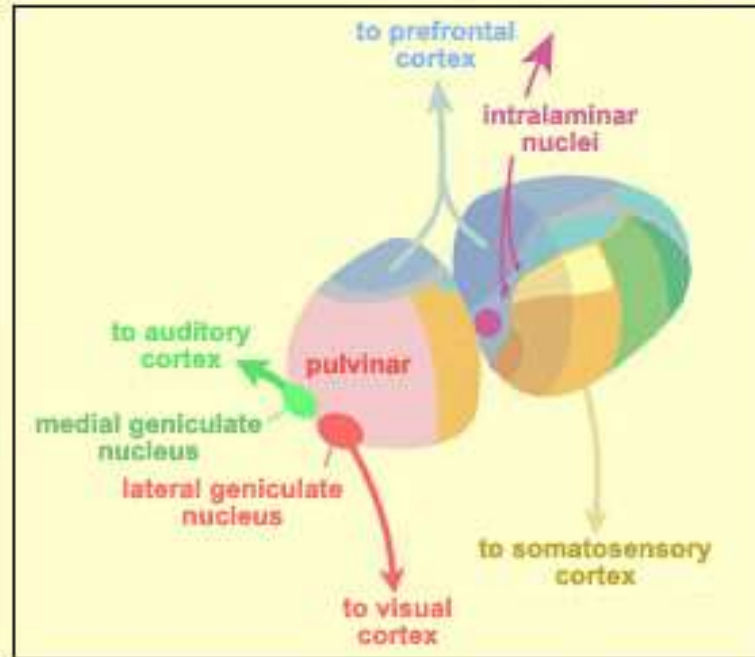 to prefrontal
cortex
intralaminar
nuclei
to auditory
cortex
pulvinar
medial geniculate
nucleus
lateral geniculate
nucleus
to somatosensory
cortex
to visual
cortex